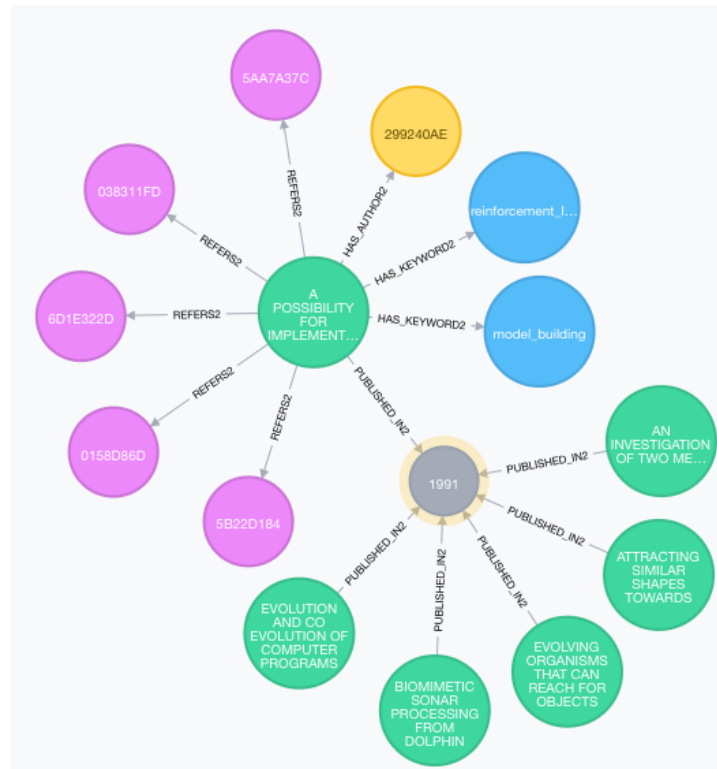 5AA7A37C
299240AE
038311FD
reinforcement_l...
REFERS2
HAS_AUTHOR2
REFERS2
HAS_KEYWORD2
6D1E322D
REFERS2
A
POSSIBILITY
FOR
IMPLEMENT...
HAS_KEYWORD2
model_building
REFERS2
0158D86D
REFERS2
PUBLISHED_IN2
AN
INVESTIGATION
OF TWO ME...
PUBLISHED_IN2
1991
5B22D184
PUBLISHED_IN2
PUBLISHED_IN2
PUBLISHED_IN2
PUBLISHED_IN2
ATTRACTING
SIMILAR
SHAPES
TOWARDS
EVOLUTION
AND CO
EVOLUTION OF
COMPUTER
PROGRAMS
EVOLVING
ORGANISMS
THAT CAN
REACH FOR
OBJECTS
BIOMIMETIC
SONAR
PROCESSING
FROM
DOLPHIN